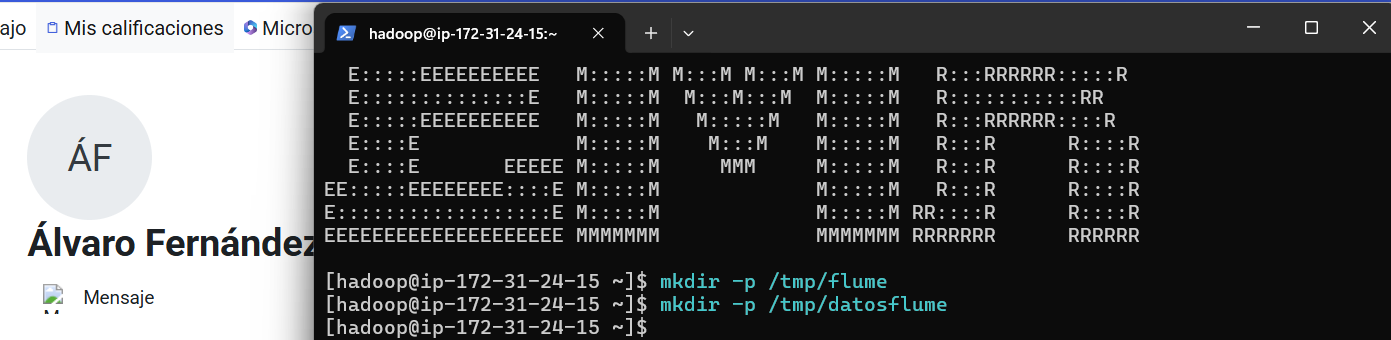 ajo Mis calificaciones Micro
ÁF
Álvaro Fernández
Mensaje
M
hadoop@ip-172-31-24-15:~
E:::::EEEEEEEEEE   M:::::M M:::M M:::M M:::::M   R:::RRRRRR:::::R
E::::::::::::::E   M:::::M  M:::M:::M  M:::::M   R:::::::::::RR
E:::::EEEEEEEEEE   M:::::M   M:::::M   M:::::M   R:::RRRRRR::::R
E::::E             M:::::M    M:::M    M:::::M   R:::R      R::::R
E::::E       EEEEE M:::::M     MMM     M:::::M   R:::R      R::::R
EE:::::EEEEEEEE::::E M:::::M             M:::::M   R:::R      R::::R
E::::::::::::::::::E M:::::M             M:::::M RR::::R      R::::R
EEEEEEEEEEEEEEEEEEEE MMMMMMM             MMMMMMM RRRRRRR      RRRRRR
[hadoop@ip-172-31-24-15 ~]$ mkdir -p /tmp/flume
[hadoop@ip-172-31-24-15 ~]$ mkdir -p /tmp/datosflume
[hadoop@ip-172-31-24-15 ~]$